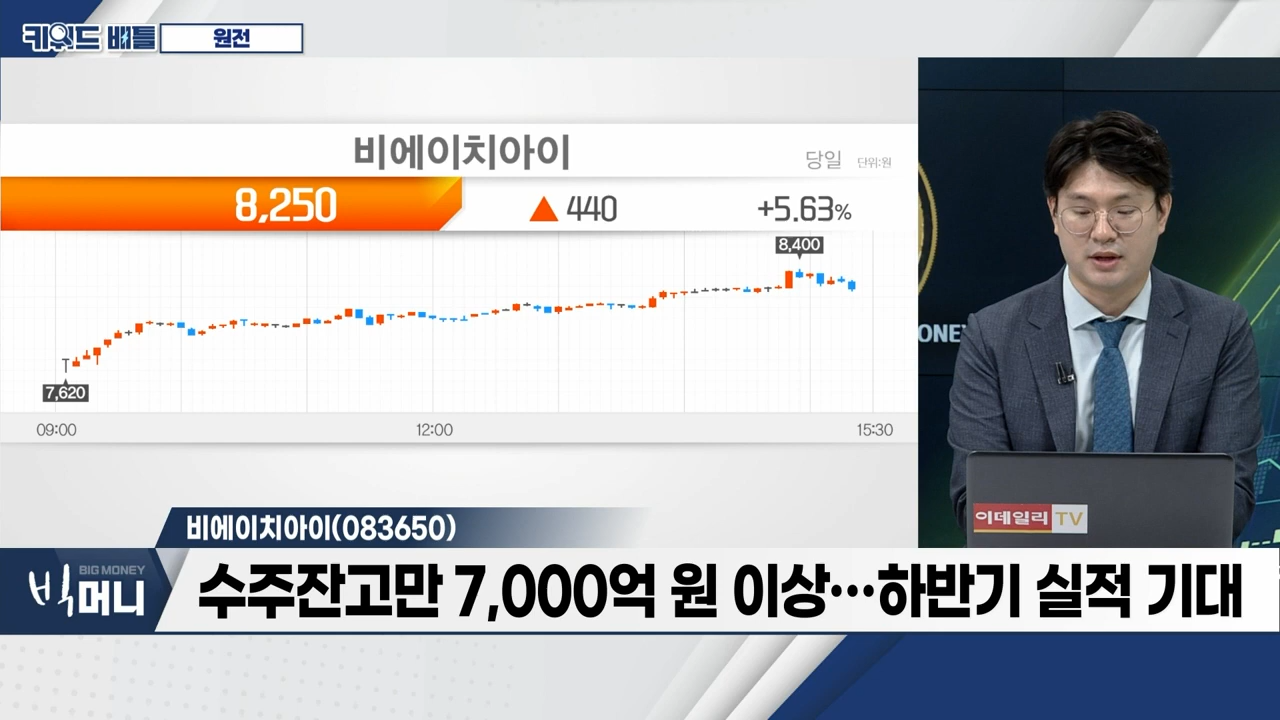 키워드 배틀
원전
비에이치아이
당일 단위:원
8,250 ▲ 440 +5.63%
8,400
7,620
09:00 12:00 15:30
ONEY
이데일리 TV
비에이치아이(083650)
BIG MONEY
빅머니
수주잔고만 7,000억 원 이상…하반기 실적 기대